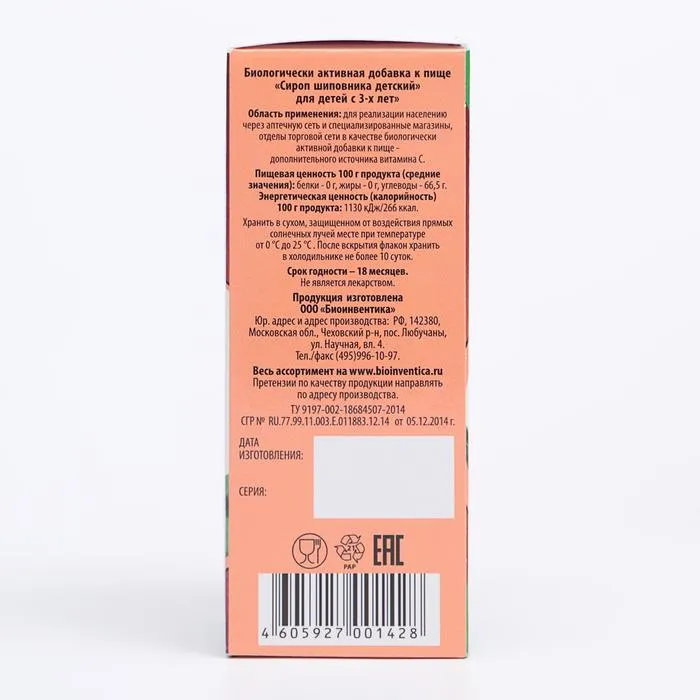 Биологически активная добавка к пище
«Сироп шиповника детский»
для детей с 3-х лет»
Область применения: для реализации населению
через аптечную сеть и специализированные магазины,
отделы торговой сети в качестве биологически
активной добавки к пище -
дополнительного источника витамина С.
Пищевая ценность 100 г продукта (средние
значения): белки - 0 г, жиры - 0 г, углеводы - 66,5 г.
Энергетическая ценность (калорийность)
100 г продукта: 1130 кДж/266 ккал.
Хранить в сухом, защищенном от воздействия прямых
солнечных лучей месте при температуре
от 0 °С до 25 °С . После вскрытия флакон хранить
в холодильнике не более 10 суток.
Срок годности – 18 месяцев.
Не является лекарством.
Продукция изготовлена
ООО «Биоинвентика»
Юр. адрес и адрес производства: РФ, 142380,
Московская обл., Чеховский р-н, пос. Любучаны,
ул. Научная, вл. 4.
Тел./факс (495)996-10-97.
Весь ассортимент на www.bioinventica.ru
Претензии по качеству продукции направлять
по адресу производства.
ТУ 9197-002-18684507-2014
СГР № RU.77.99.11.003.Е.011883.12.14 от 05.12.2014 г.
ДАТА
ИЗГОТОВЛЕНИЯ:
СЕРИЯ:
21
PAP
EAC
4 605927 001428